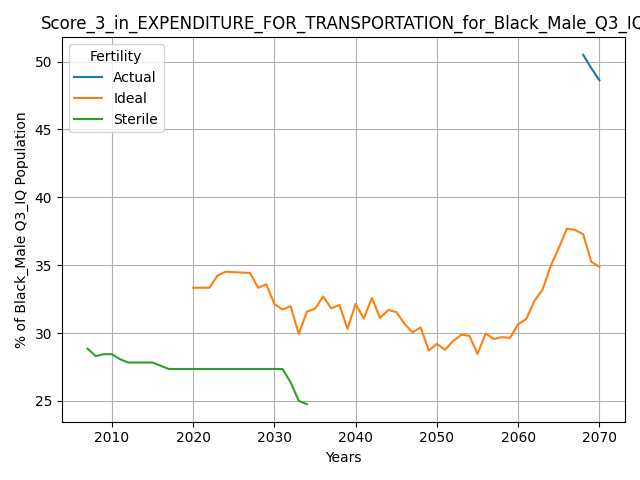 Score_3_in_EXPENDITURE_FOR_TRANSPORTATION_for_Black_Male_Q3_IQ
Fertility
Actual
Ideal
Sterile
% of Black_Male Q3_IQ Population
50
45
40
35
30
25
2010 2020 2030 2040 2050 2060 2070
Years